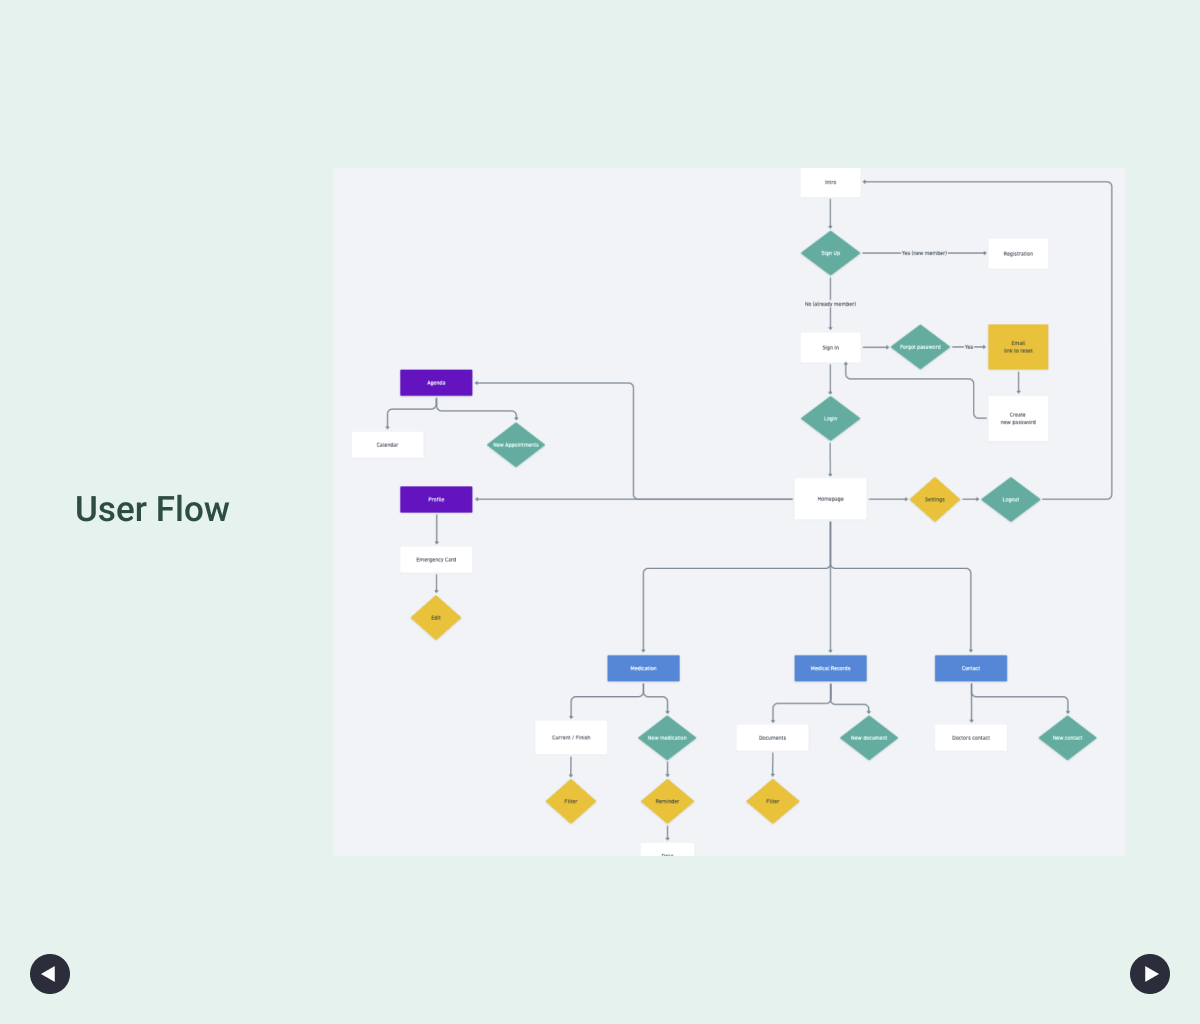 User Flow
Intro
Sign Up
Yes (new member)
Registration
No (already member)
Sign in
Forgot password
Yes
Email
link to reset
Create
new password
Login
Agenda
Calendar
New Appointments
Homepage
Settings
Logout
Profile
Emergency Card
Edit
Medication
Medical Records
Contact
Current / Finish
New medication
Documents
New document
Doctors contact
New contact
Filter
Reminder
Filter